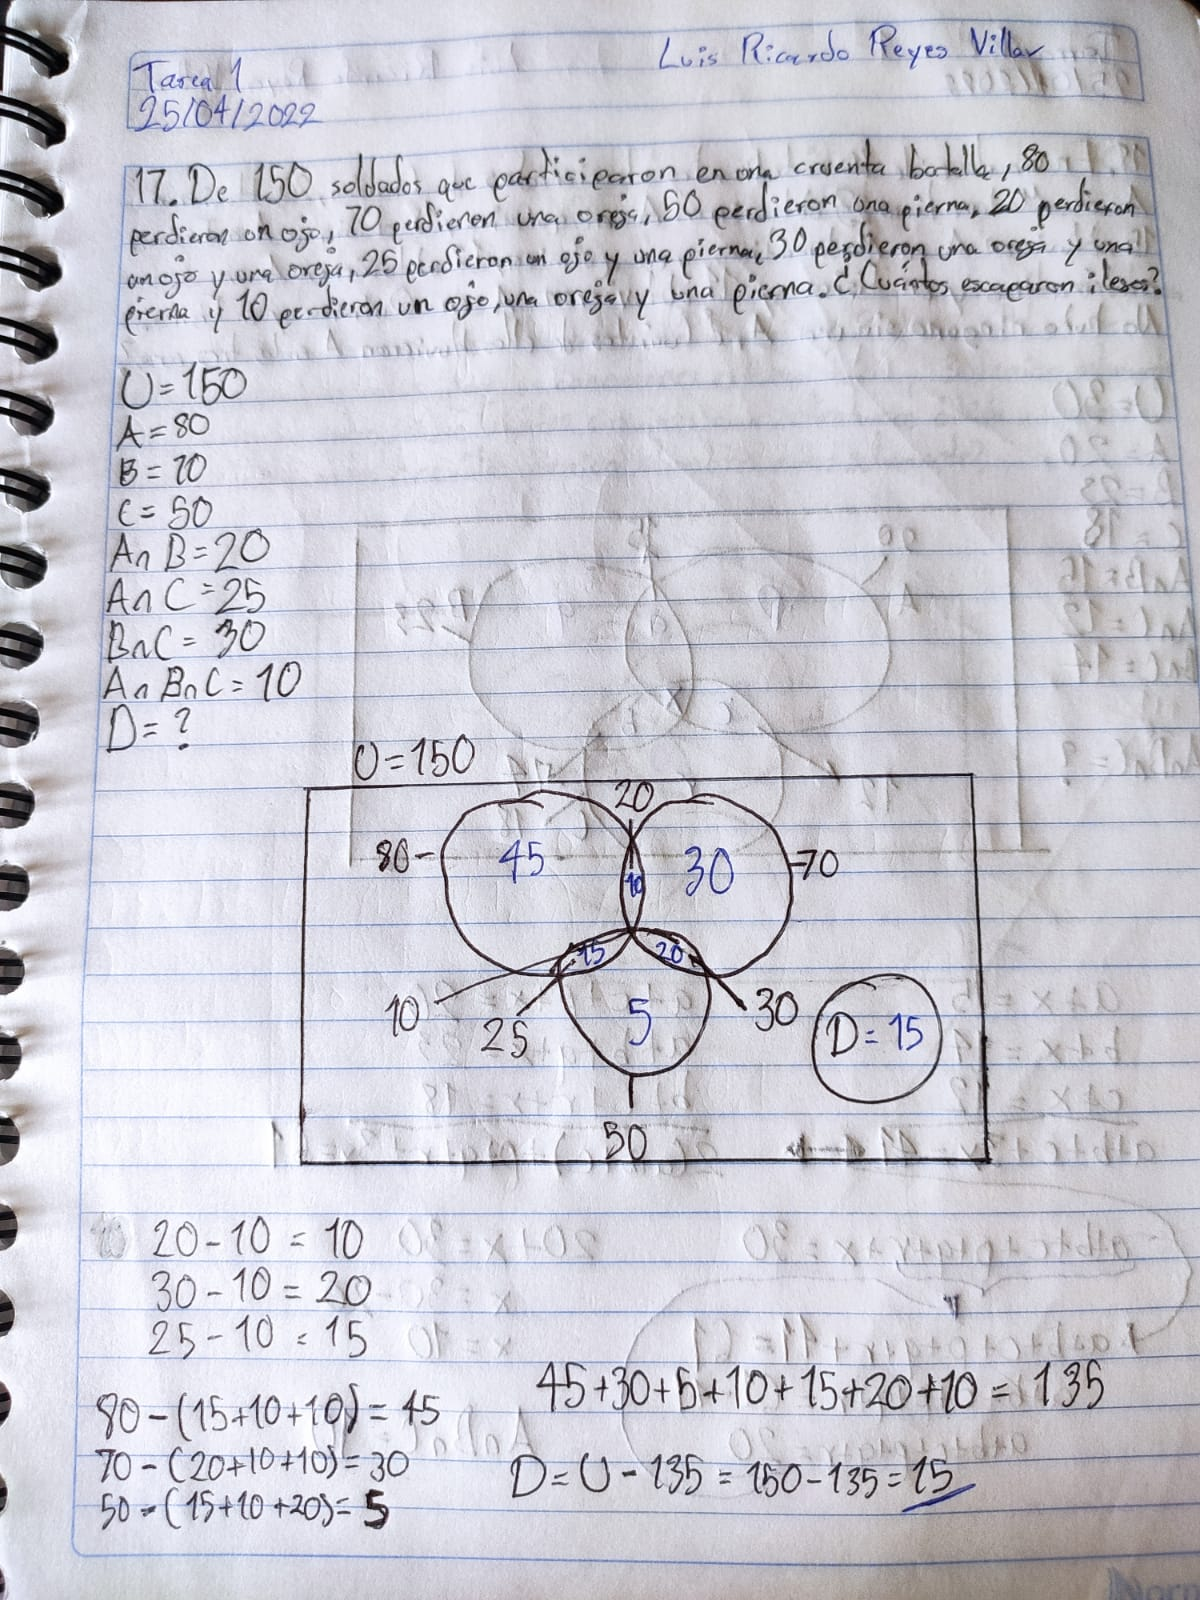 Luis Ricardo Reyes Villar
Tarea 1
25/04/2022
17. De 150 soldados que participaron en una cruenta batalla, 80
perdieron un ojo, 70 perdieron una oreja, 50 perdieron una pierna, 20 perdieron
un ojo y una oreja, 25 perdieron un ojo y una pierna, 30 perdieron una oreja y una
pierna y 10 perdieron un ojo, una oreja y una pierna. ¿Cuántos escaparon ilesos?
U = 150
A = 80
B = 70
C = 50
A∩B = 20
A∩C = 25
B∩C = 30
A∩B∩C = 10
D = ?
U = 150
20
80
45
10
30
70
15
20
10
25
5
30
D = 15
50
20 - 10 = 10
30 - 10 = 20
25 - 10 = 15
80 - (15+10+10) = 45
70 - (20+10+10) = 30
50 - (15+10+20) = 5
45+30+5+10+15+20+10 = 135
D = U - 135 = 150 - 135 = 15